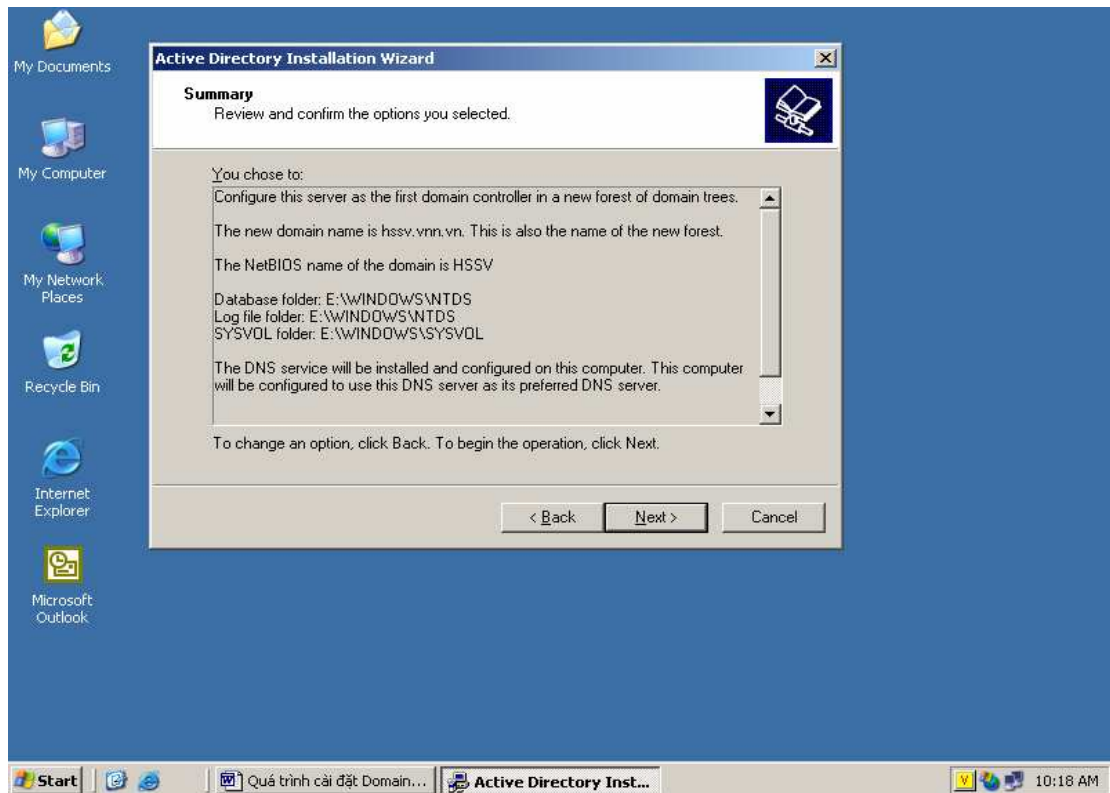 My Documents
My Computer
My Network
Places
Recycle Bin
Internet
Explorer
Microsoft
Outlook
Active Directory Installation Wizard
Summary
Review and confirm the options you selected.
You chose to:
Configure this server as the first domain controller in a new forest of domain trees.
The new domain name is hssv.vnn.vn. This is also the name of the new forest.
The NetBIOS name of the domain is HSSV
Database folder: E:\WINDOWS\NTDS
Log file folder: E:\WINDOWS\NTDS
SYSVOL folder: E:\WINDOWS\SYSVOL
The DNS service will be installed and configured on this computer. This computer
will be configured to use this DNS server as its preferred DNS server.
To change an option, click Back. To begin the operation, click Next.
< Back Next > Cancel
Start Quá trình cài đặt Domain... Active Directory Inst... V 10:18 AM